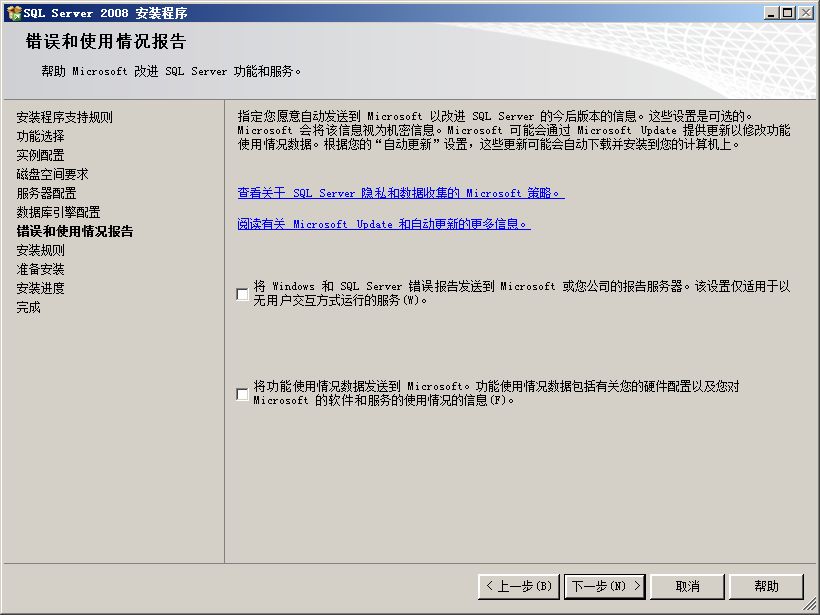 SQL Server 2008 安装程序
错误和使用情况报告
帮助 Microsoft 改进 SQL Server 功能和服务。
安装程序支持规则
功能选择
实例配置
磁盘空间要求
服务器配置
数据库引擎配置
错误和使用情况报告
安装规则
准备安装
安装进度
完成
指定您愿意自动发送到 Microsoft 以改进 SQL Server 的今后版本的信息。这些设置是可选的。
Microsoft 会将该信息视为机密信息。Microsoft 可能会通过 Microsoft Update 提供更新以修改功能
使用情况数据。根据您的“自动更新”设置，这些更新可能会自动下载并安装到您的计算机上。
查看关于 SQL Server 隐私和数据收集的 Microsoft 策略。
阅读有关 Microsoft Update 和自动更新的更多信息。
将 Windows 和 SQL Server 错误报告发送到 Microsoft 或您公司的报告服务器。该设置仅适用于以
无用户交互方式运行的服务(W)。
将功能使用情况数据发送到 Microsoft。功能使用情况数据包括有关您的硬件配置以及您对
Microsoft 的软件和服务的使用情况的信息(F)。
< 上一步(B) 下一步(N) > 取消 帮助